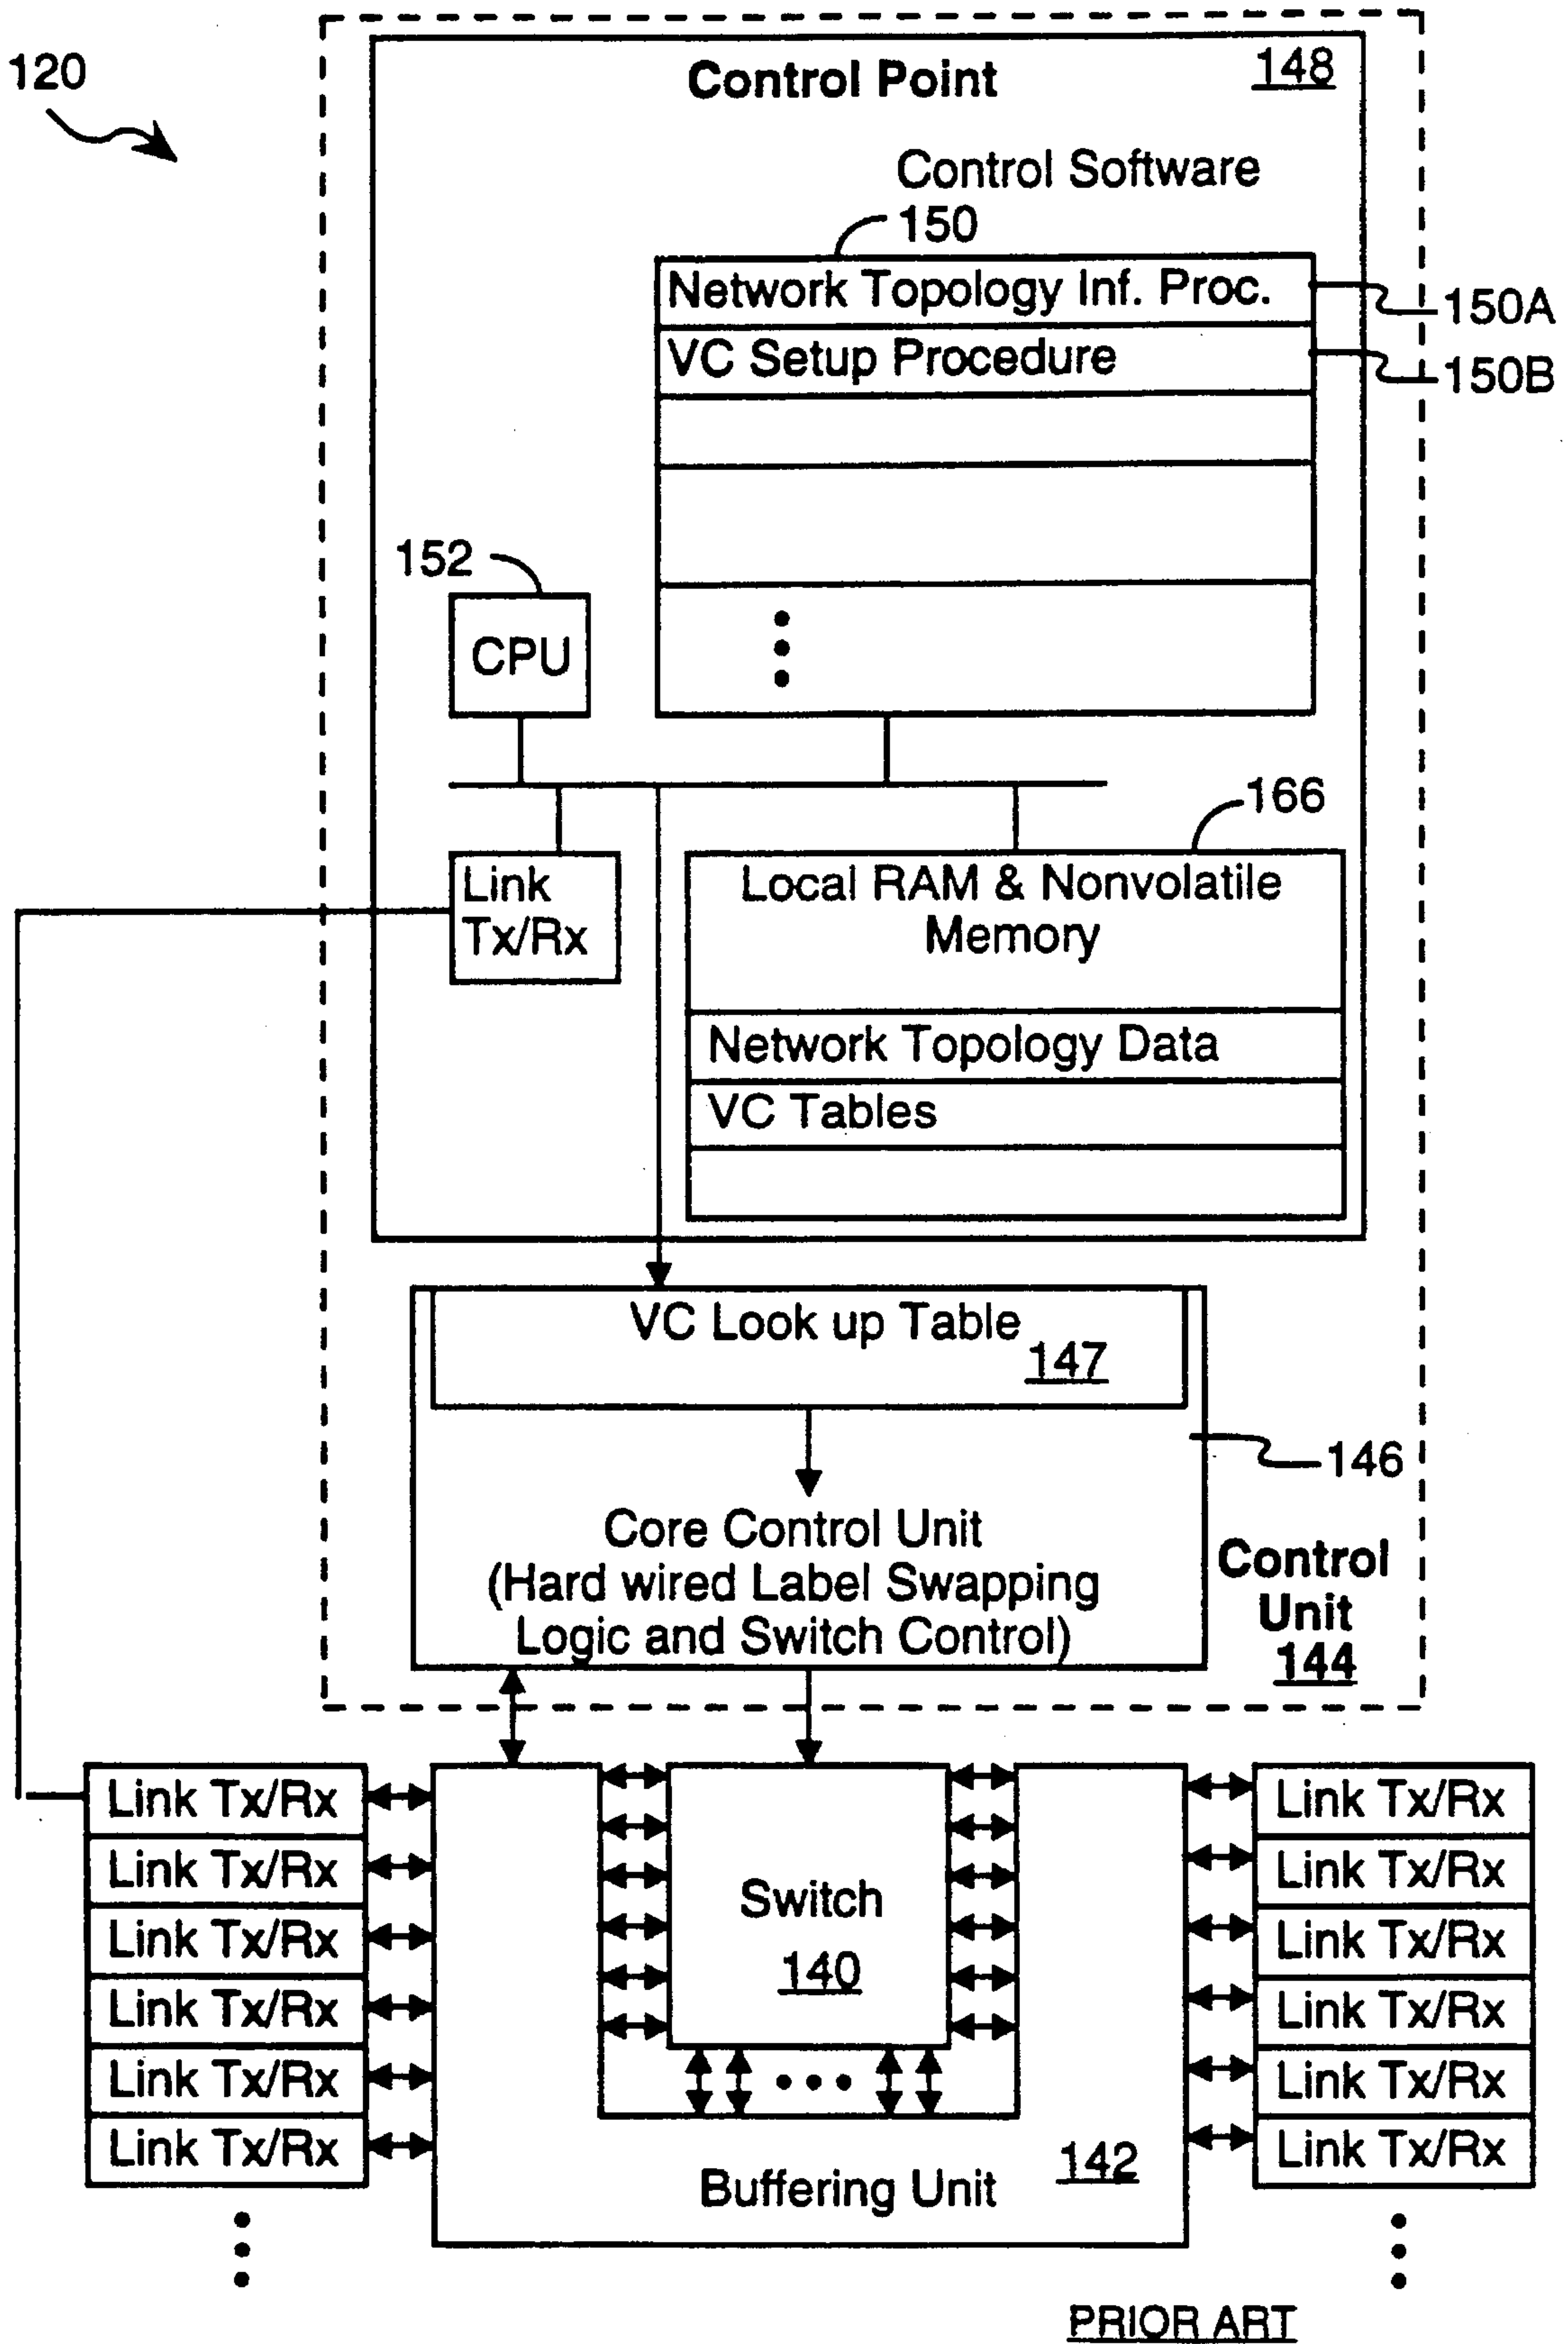 120
Control Point
148
Control Software
150
Network Topology Inf. Proc.
150A
VC Setup Procedure
150B
152
CPU
166
Link
Tx/Rx
Local RAM & Nonvolatile
Memory
Network Topology Data
VC Tables
VC Look up Table
147
146
Core Control Unit
(Hard wired Label Swapping
Logic and Switch Control)
Control
Unit
144
Link Tx/Rx
Link Tx/Rx
Link Tx/Rx
Link Tx/Rx
Link Tx/Rx
Link Tx/Rx
Switch
140
Buffering Unit
142
Link Tx/Rx
Link Tx/Rx
Link Tx/Rx
Link Tx/Rx
Link Tx/Rx
Link Tx/Rx
PRIOR ART